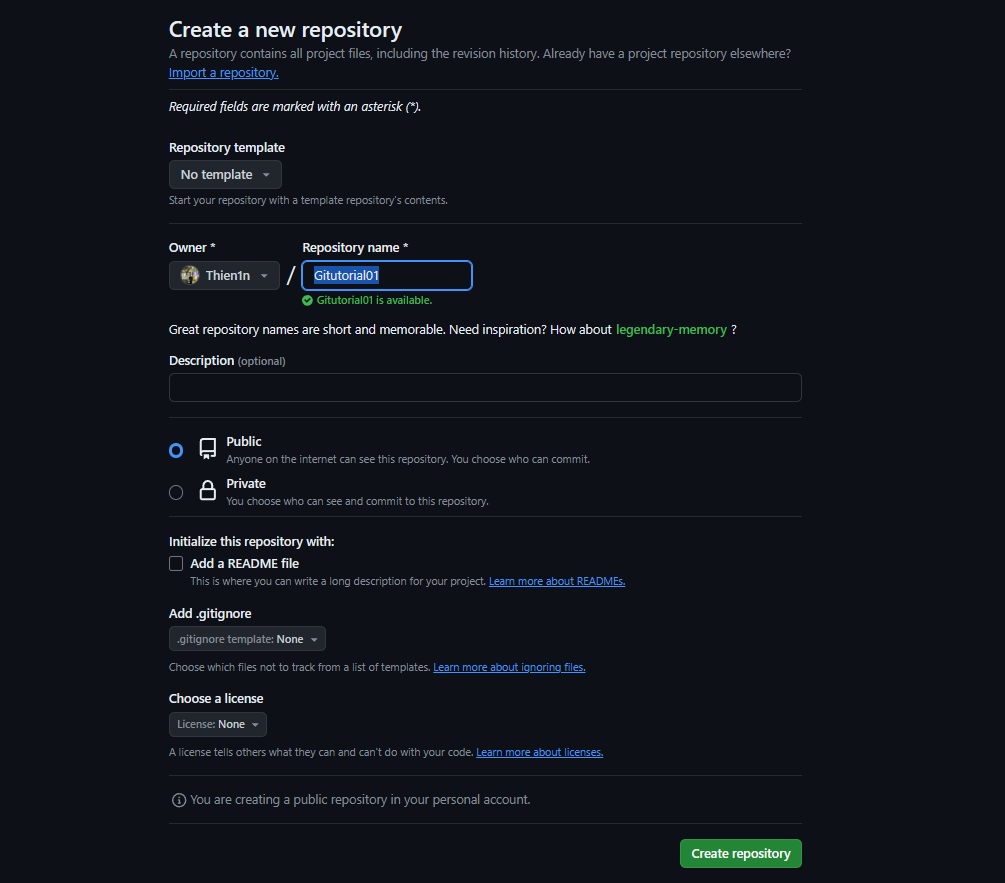 Create a new repository
A repository contains all project files, including the revision history. Already have a project repository elsewhere?
Import a repository.
Required fields are marked with an asterisk (*).
Repository template
No template
Start your repository with a template repository's contents.
Owner * Repository name *
Thien1n / Gitutorial01
Gitutorial01 is available.
Great repository names are short and memorable. Need inspiration? How about legendary-memory ?
Description (optional)
Public
Anyone on the internet can see this repository. You choose who can commit.
Private
You choose who can see and commit to this repository.
Initialize this repository with:
Add a README file
This is where you can write a long description for your project. Learn more about READMEs.
Add .gitignore
.gitignore template: None
Choose which files not to track from a list of templates. Learn more about ignoring files.
Choose a license
License: None
A license tells others what they can and can't do with your code. Learn more about licenses.
You are creating a public repository in your personal account.
Create repository